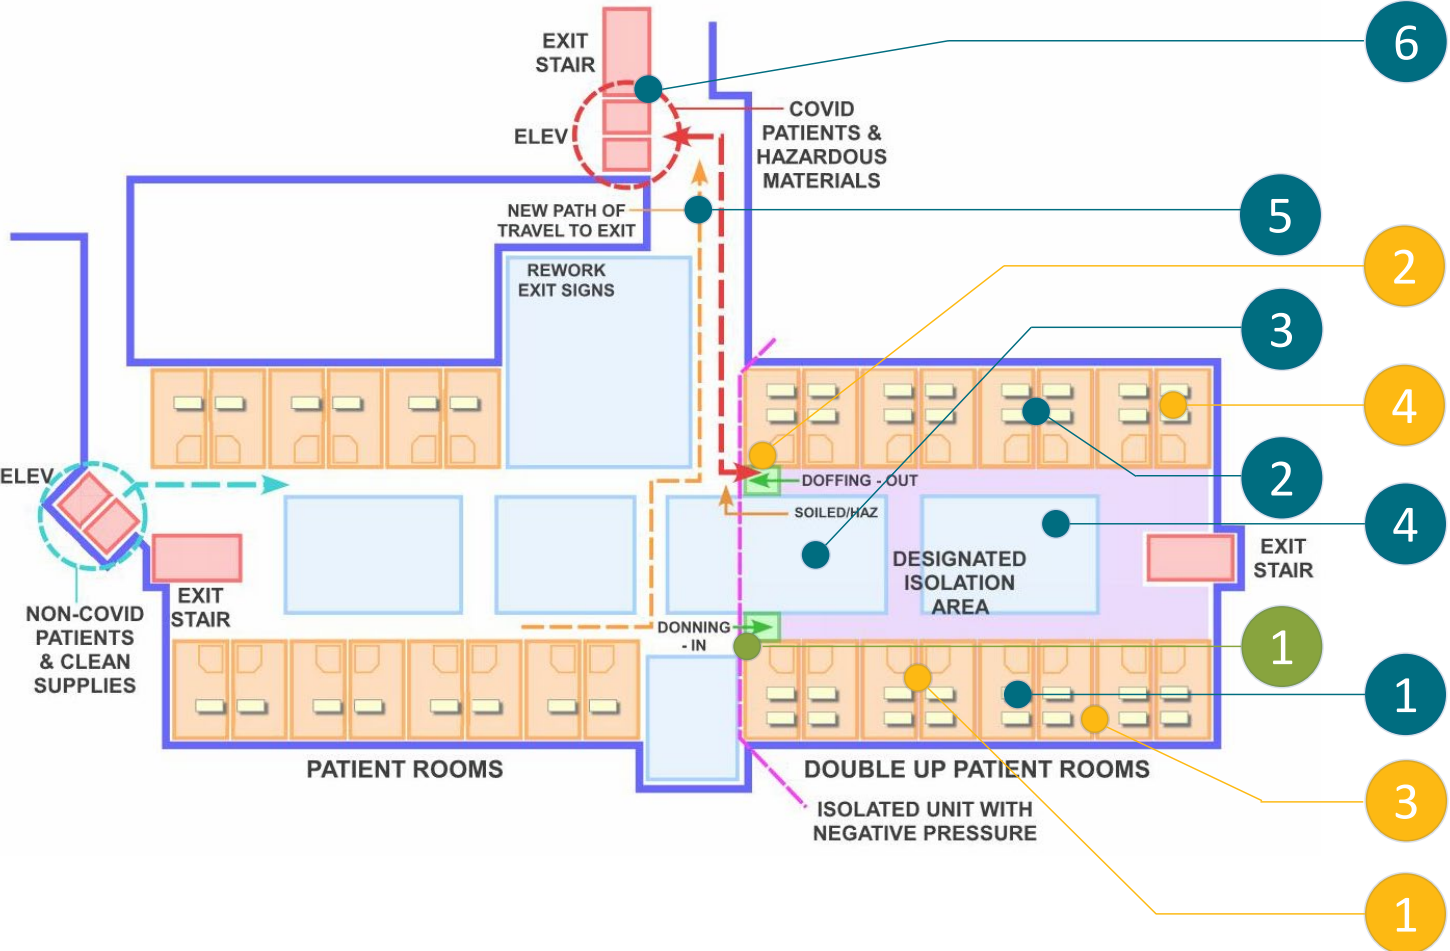 EXIT
STAIR
6
COVID
PATIENTS &
HAZARDOUS
MATERIALS
ELEV
NEW PATH OF
TRAVEL TO EXIT
5
2
REWORK
EXIT SIGNS
3
4
ELEV
DOFFING - OUT
2
SOILED/HAZ
4
DESIGNATED
ISOLATION
AREA
EXIT
STAIR
EXIT
STAIR
NON-COVID
PATIENTS
& CLEAN
SUPPLIES
DONNING
- IN
1
1
PATIENT ROOMS
DOUBLE UP PATIENT ROOMS
3
ISOLATED UNIT WITH
NEGATIVE PRESSURE
1